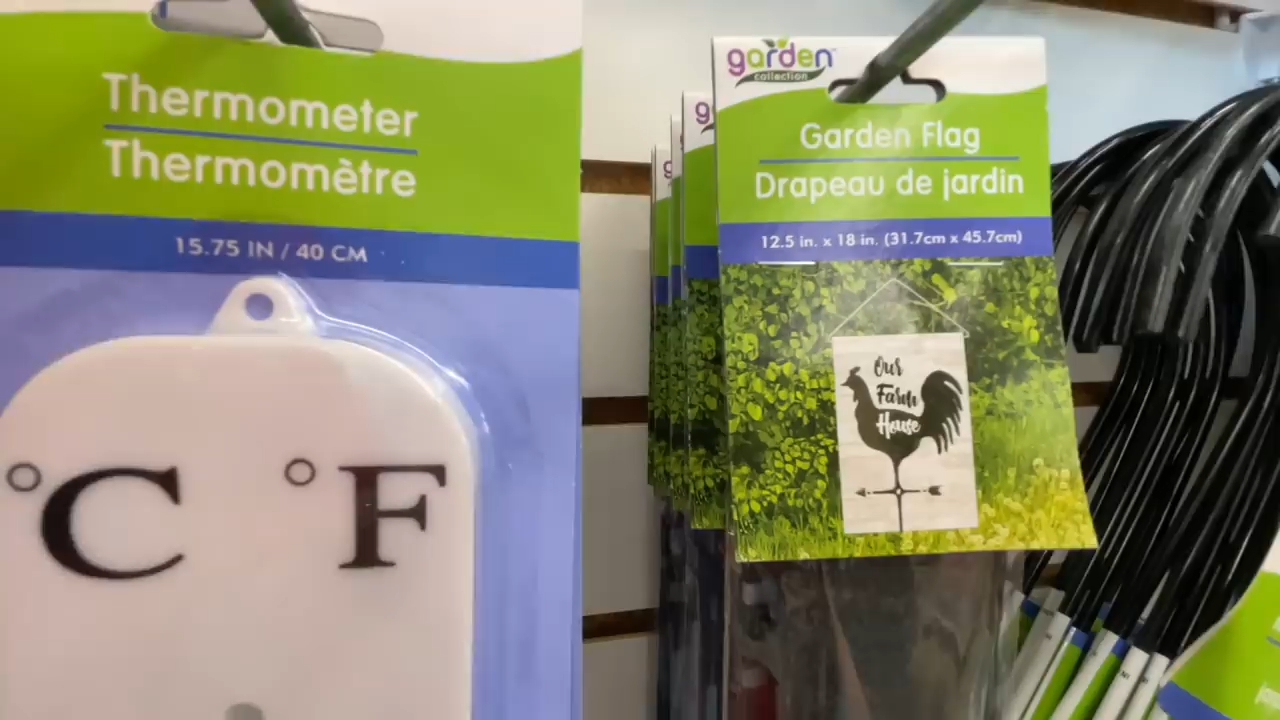 Thermometer
Thermomètre
15.75 IN / 40 CM
°C °F
garden
collection
Garden Flag
Drapeau de jardin
12.5 in. x 18 in. (31.7cm x 45.7cm)
Our
Farm
House
g
g